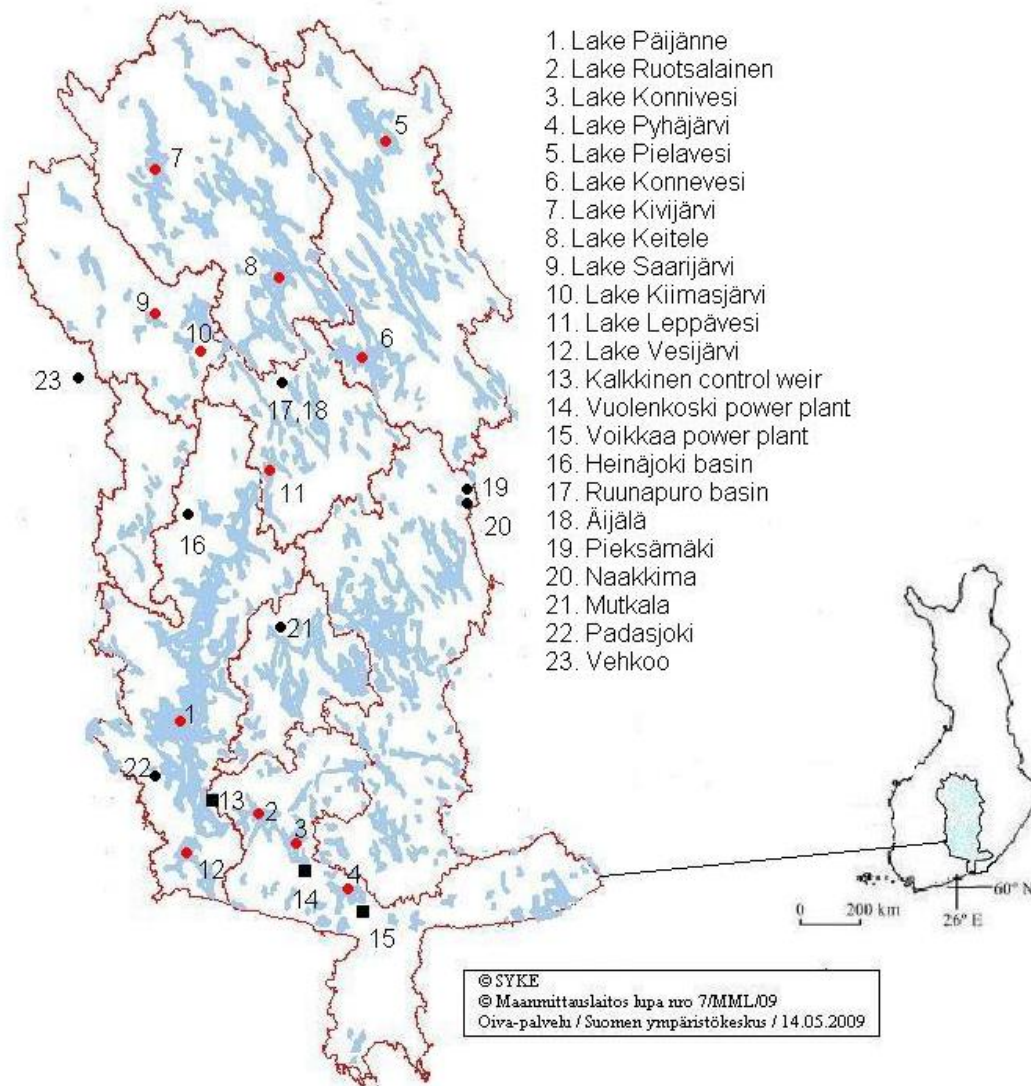 1. Lake Päijänne
2. Lake Ruotsalainen
3. Lake Konnivesi
4. Lake Pyhäjärvi
5. Lake Pielavesi
6. Lake Konnevesi
7. Lake Kivijärvi
8. Lake Keitele
9. Lake Saarijärvi
10. Lake Kiimasjärvi
11. Lake Leppävesi
12. Lake Vesijärvi
13. Kalkkinen control weir
14. Vuolenkoski power plant
15. Voikkaa power plant
16. Heinäjoki basin
17. Ruunapuro basin
18. Äijälä
19. Pieksämäki
20. Naakkima
21. Mutkala
22. Padasjoki
23. Vehkoo
5
7
8
9
10
6
23
17,18
11
19
20
16
21
1
22
13
2
3
12
14
4
15
60° N
0 200 km
26° E
© SYKE
© Maanmittauslaitos lupa nro 7/MML/09
Oiva-palvelu / Suomen ympäristökeskus / 14.05.2009